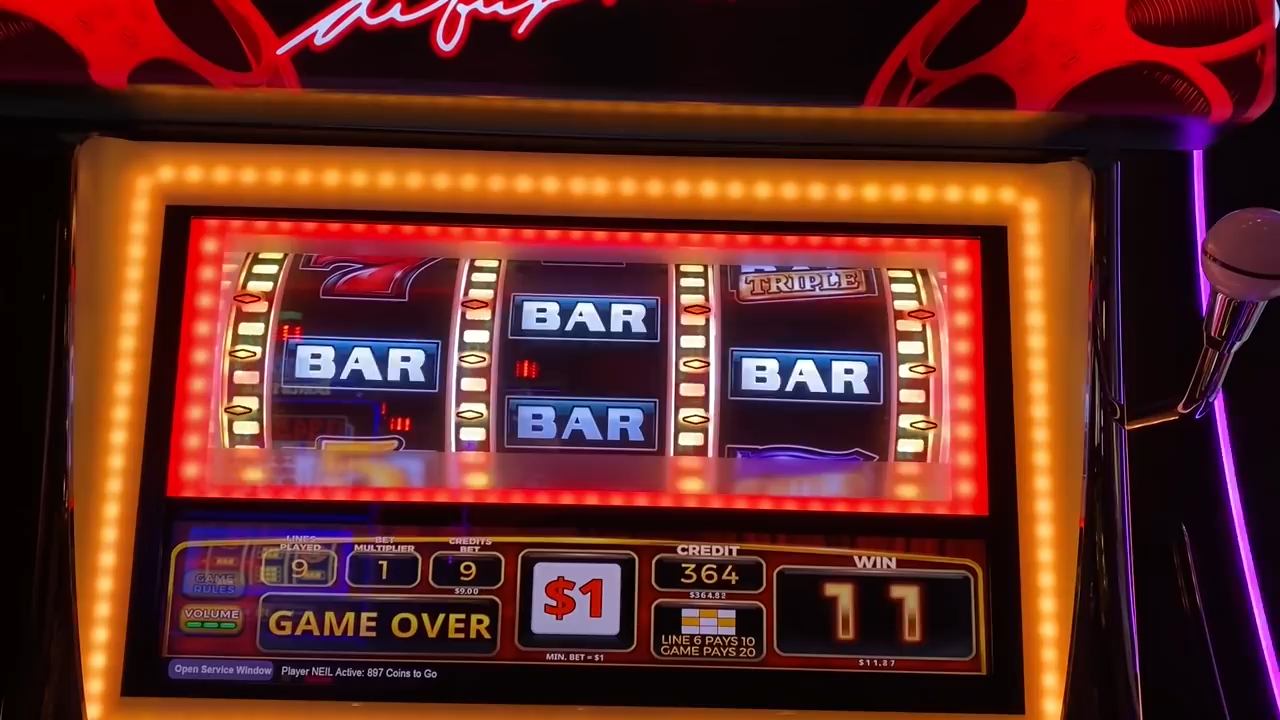 TRIPLE
BAR
BAR
BAR
BAR
LINES PLAYED
9
BET MULTIPLIER
1
CREDITS BET
9
$9.00
$1
MIN. BET = $1
CREDIT
364
$364.82
WIN
11
$11.87
GAME RULES
VOLUME
GAME OVER
LINE 6 PAYS 10
GAME PAYS 20
Open Service Window
Player NEIL Active: 897 Coins to Go